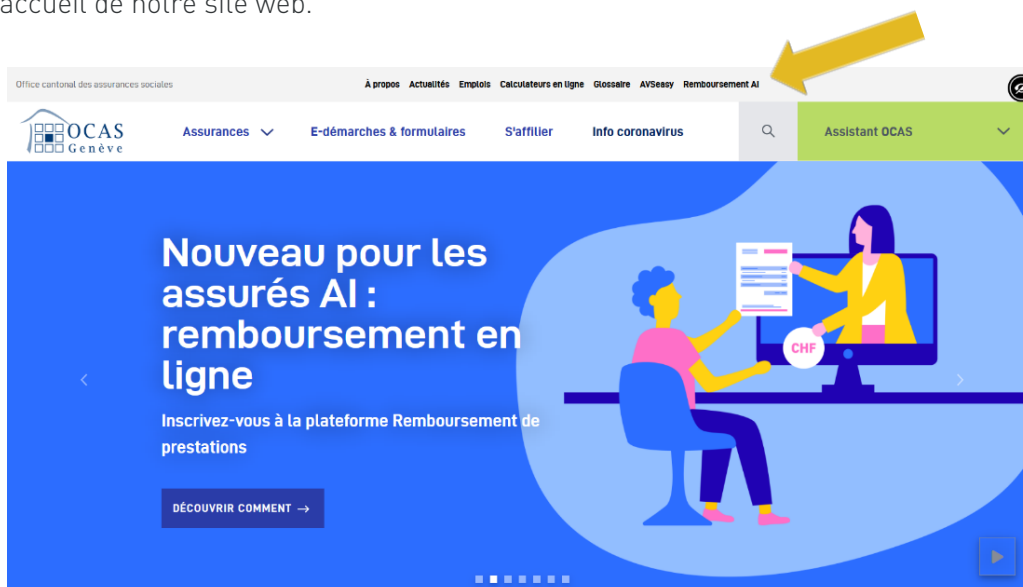 accueil de notre site web.
Office cantonal des assurances sociales
À propos Actualités Emplois Calculateurs en ligne Glossaire AVSeasy Remboursement AI
OCAS
Genève
Assurances E-démarches & formulaires S'affilier Info coronavirus Assistant OCAS
Nouveau pour les
assurés AI :
remboursement en
ligne
Inscrivez-vous à la plateforme Remboursement de
prestations
DÉCOUVRIR COMMENT →
CHF